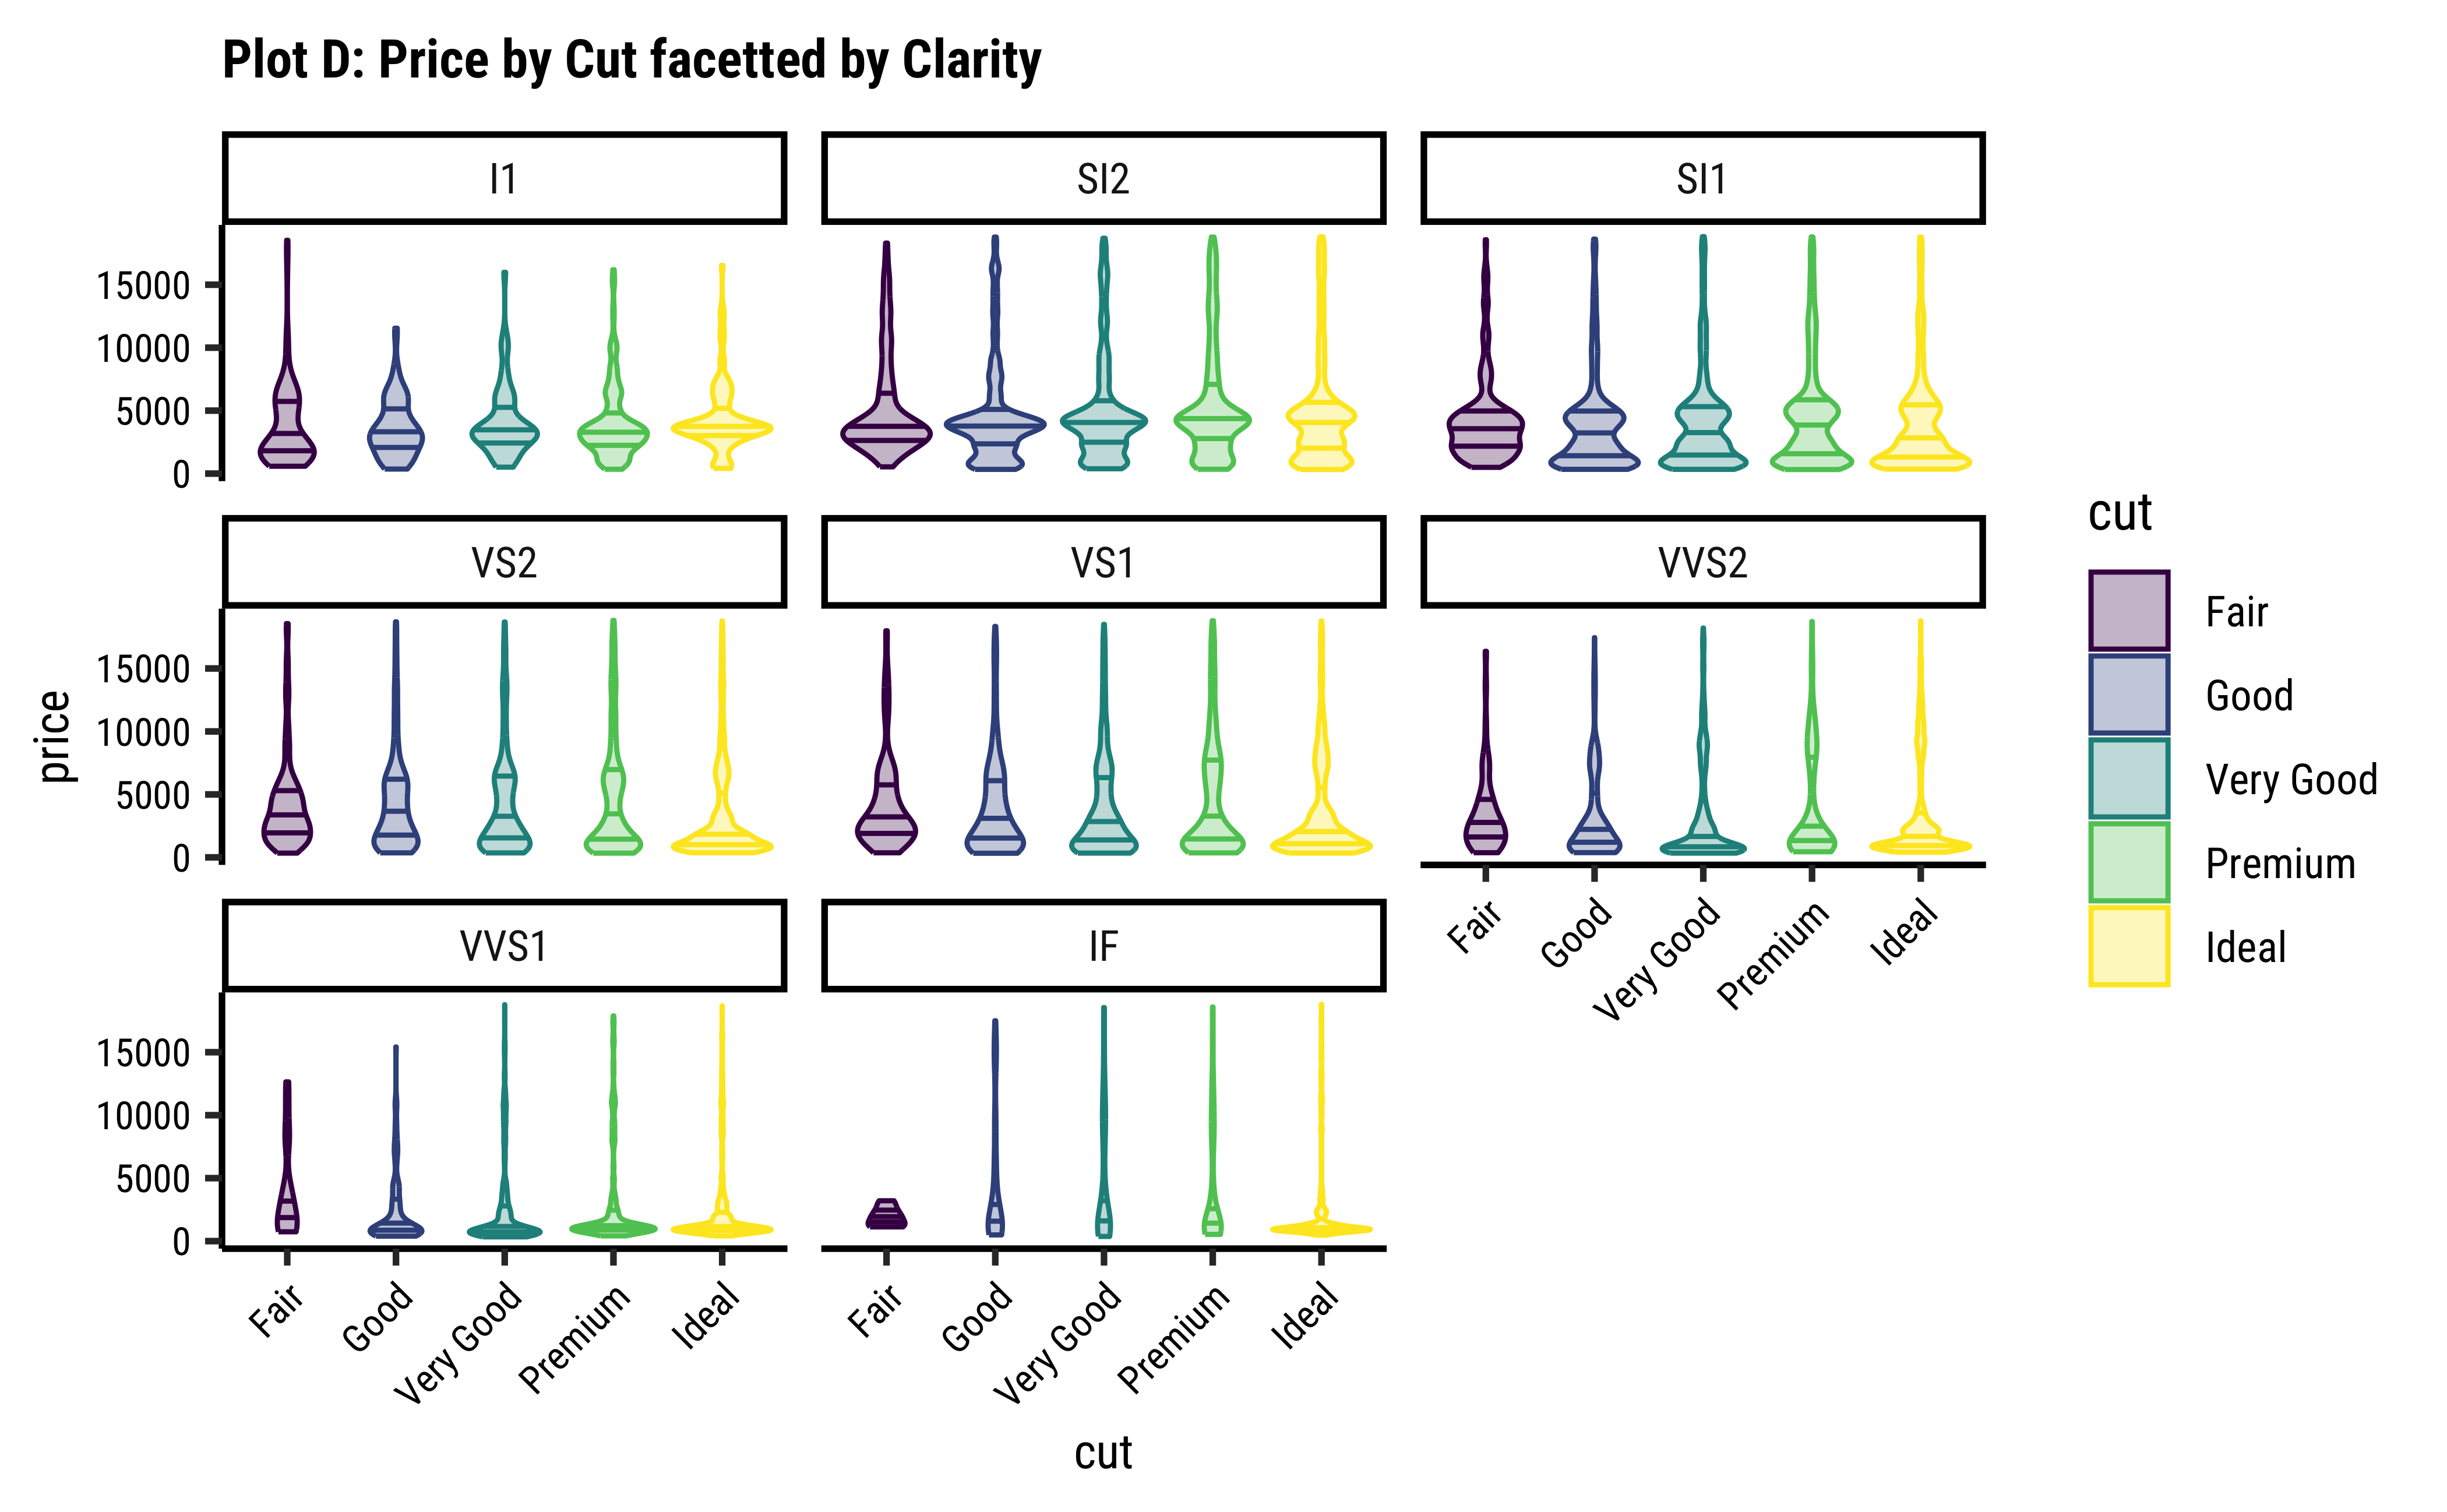 Plot D: Price by Cut facetted by Clarity
I1
SI2
SI1
15000
10000
5000
0
VS2
VS1
VVS2
15000
10000
5000
0
Fair
Good
Very Good
Premium
Ideal
VVS1
IF
15000
10000
5000
0
Fair
Good
Very Good
Premium
Ideal
Fair
Good
Very Good
Premium
Ideal
price
cut
cut
Fair
Good
Very Good
Premium
Ideal